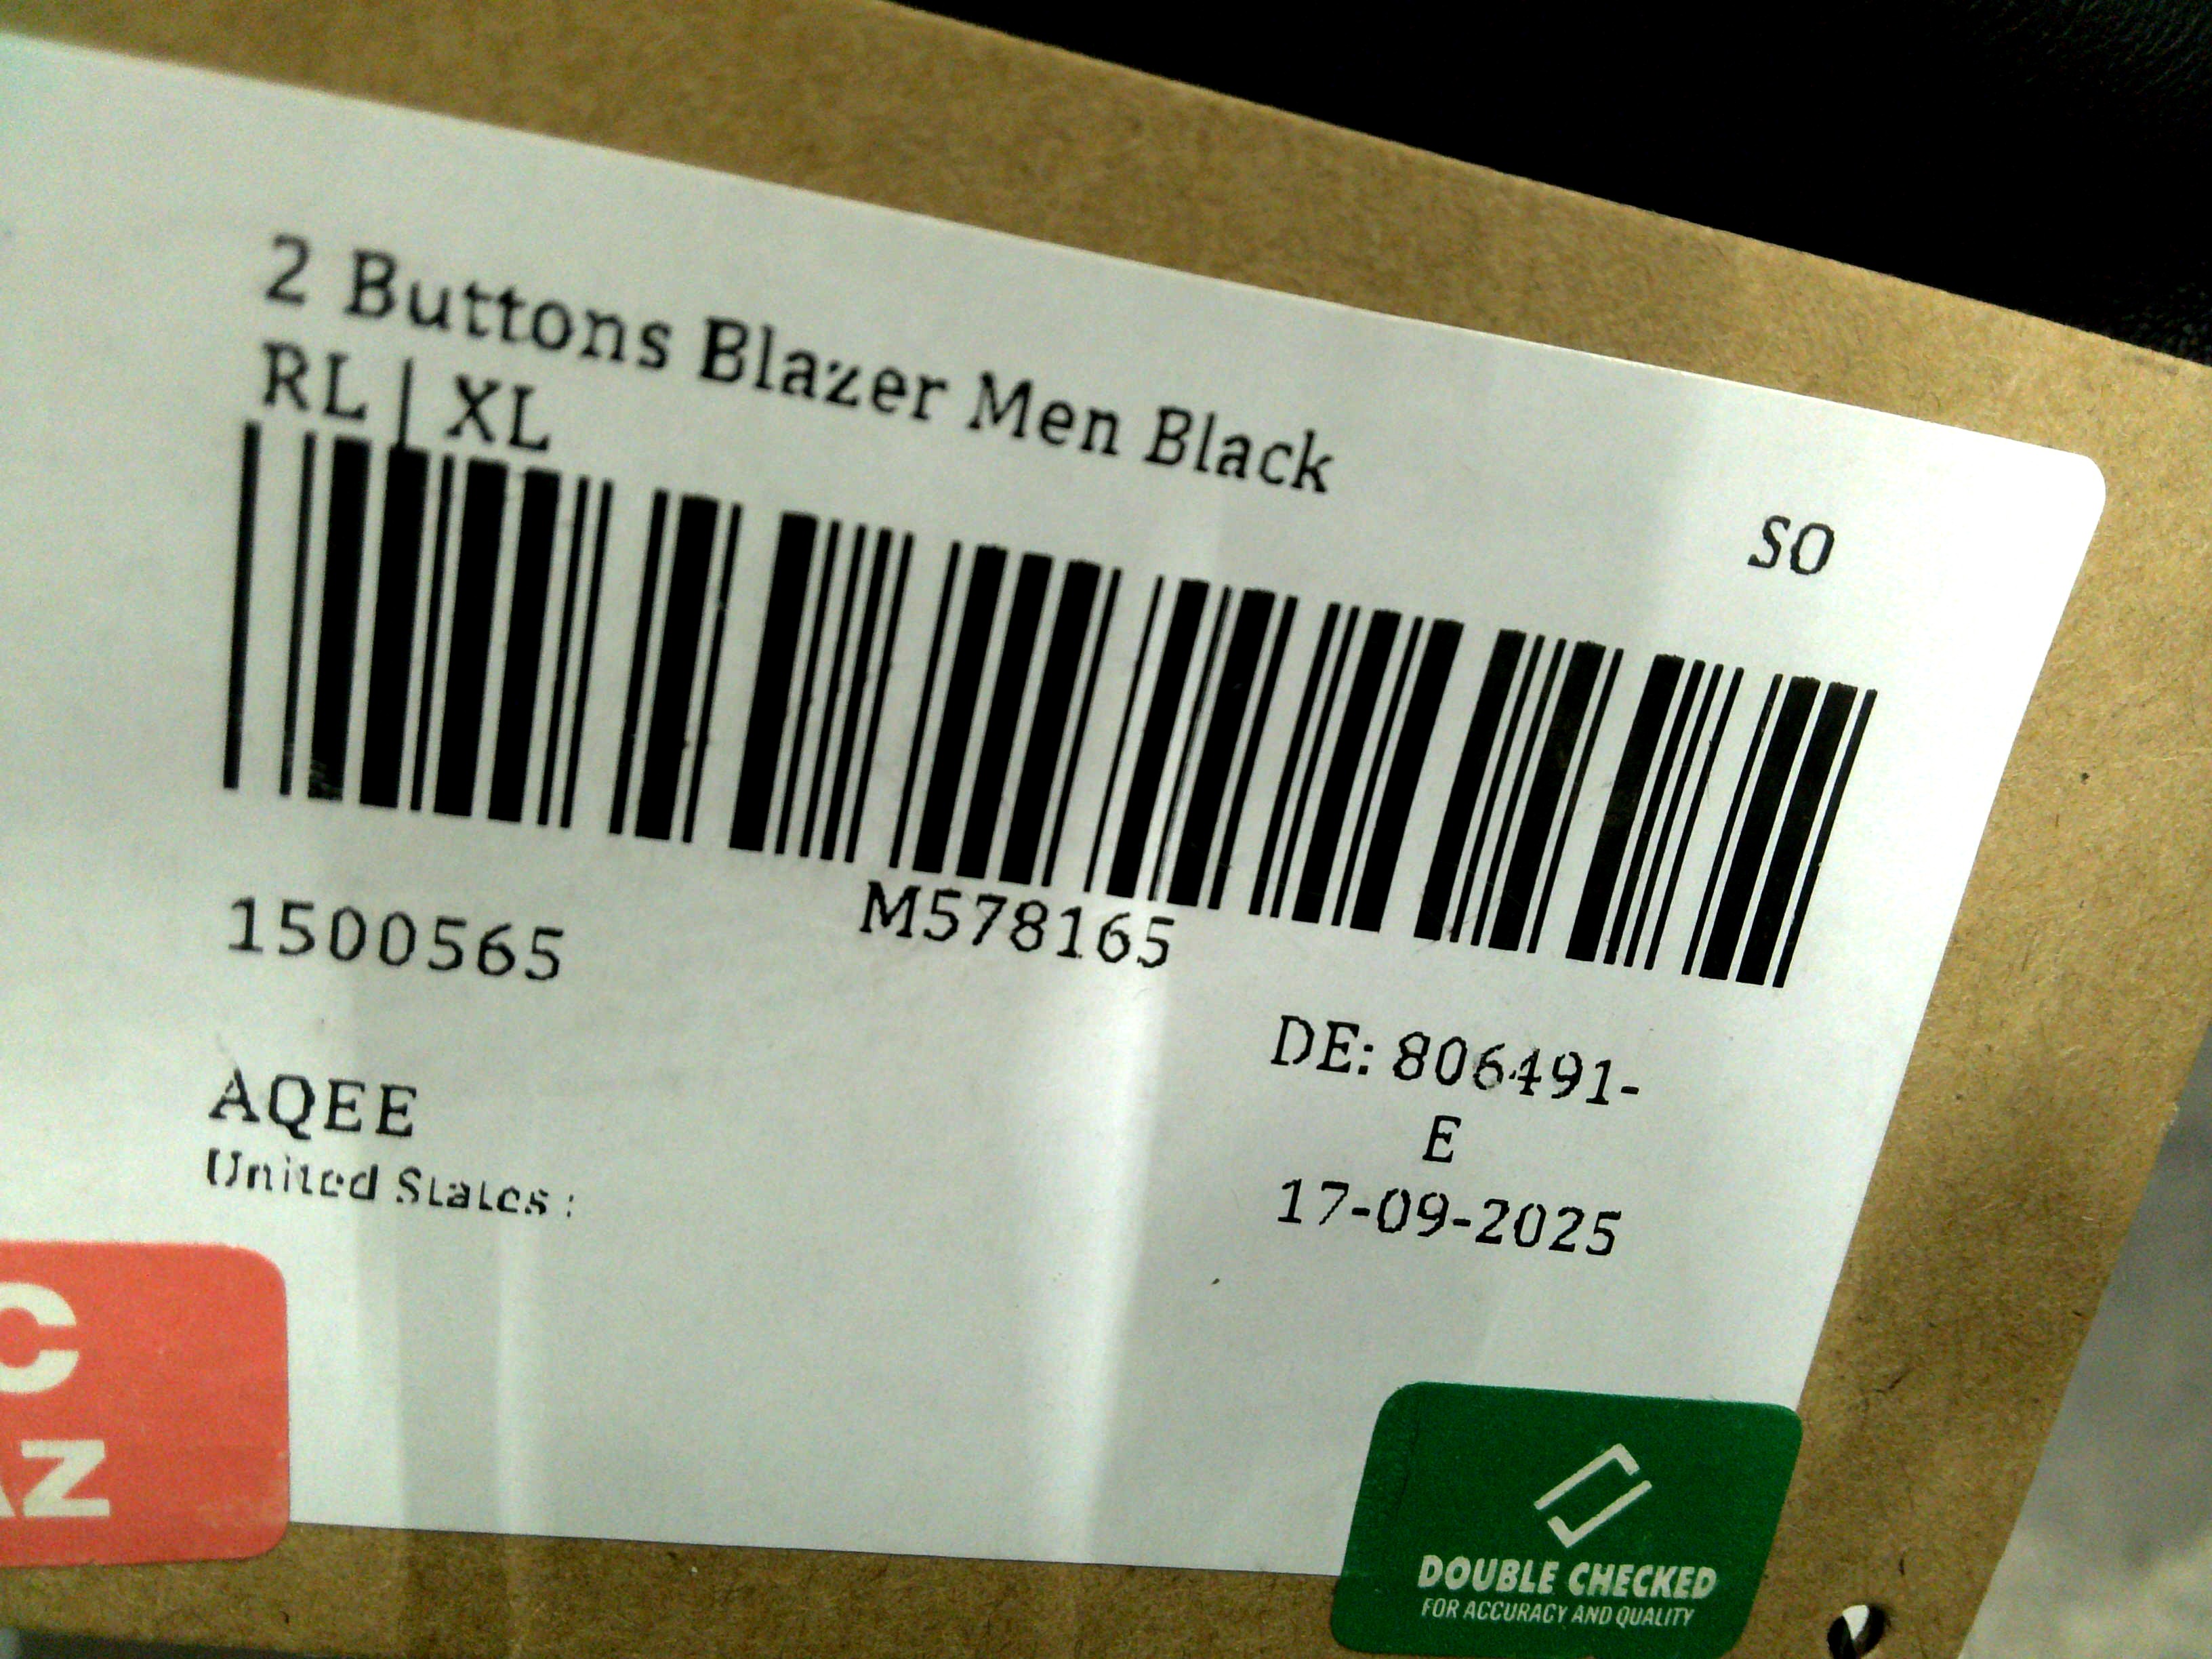 2 Buttons Blazer Men Black
RL | XL
SO
M578165
1500565
DE: 806491-
E
17-09-2025
AQEE
United States :
C
AZ
DOUBLE CHECKED
FOR ACCURACY AND QUALITY